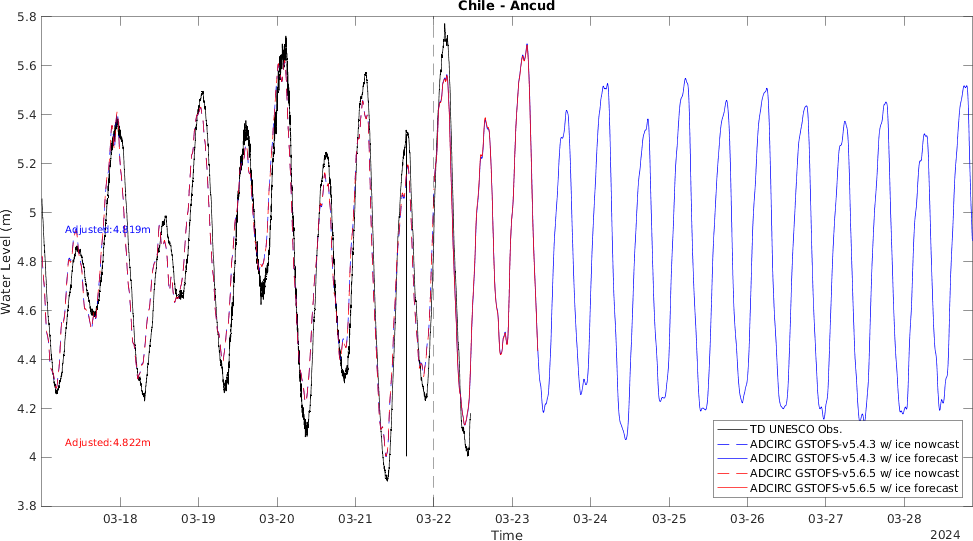 Chile - Ancud
5.8
5.6
5.4
5.2
5
4.8
4.6
4.4
4.2
4
3.8
Water Level (m)
Adjusted:4.819m
Adjusted:4.822m
TD UNESCO Obs.
ADCIRC GSTOFS-v5.4.3 w/ ice nowcast
ADCIRC GSTOFS-v5.4.3 w/ ice forecast
ADCIRC GSTOFS-v5.6.5 w/ ice nowcast
ADCIRC GSTOFS-v5.6.5 w/ ice forecast
03-18 03-19 03-20 03-21 03-22 03-23 03-24 03-25 03-26 03-27 03-28
Time
2024